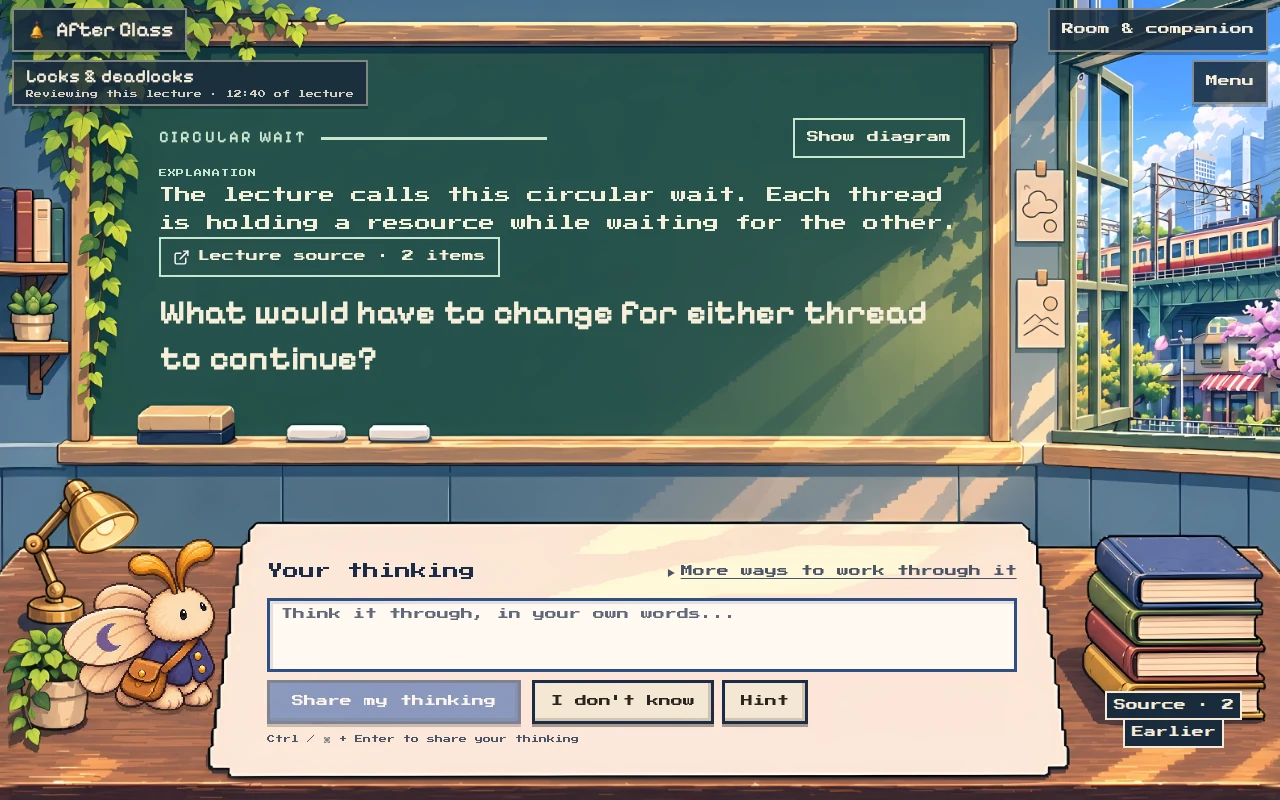 After Class
Room & companion
Locks & deadlocks
Reviewing this lecture · 12:40 of lecture
Menu
CIRCULAR WAIT
Show diagram
EXPLANATION
The lecture calls this circular wait. Each thread
is holding a resource while waiting for the other.
Lecture source · 2 items
What would have to change for either thread
to continue?
Your thinking
More ways to work through it
Think it through, in your own words...
Share my thinking
I don't know
Hint
Ctrl / ⌘ + Enter to share your thinking
Source · 2
Earlier